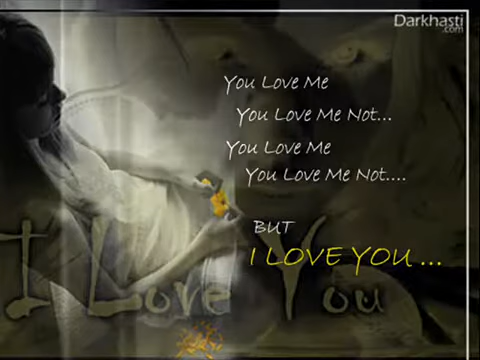 Darkhasti
.com
You Love Me
You Love Me Not...
You Love Me
You Love Me Not....
BUT
I LOVE YOU ...
I Love You